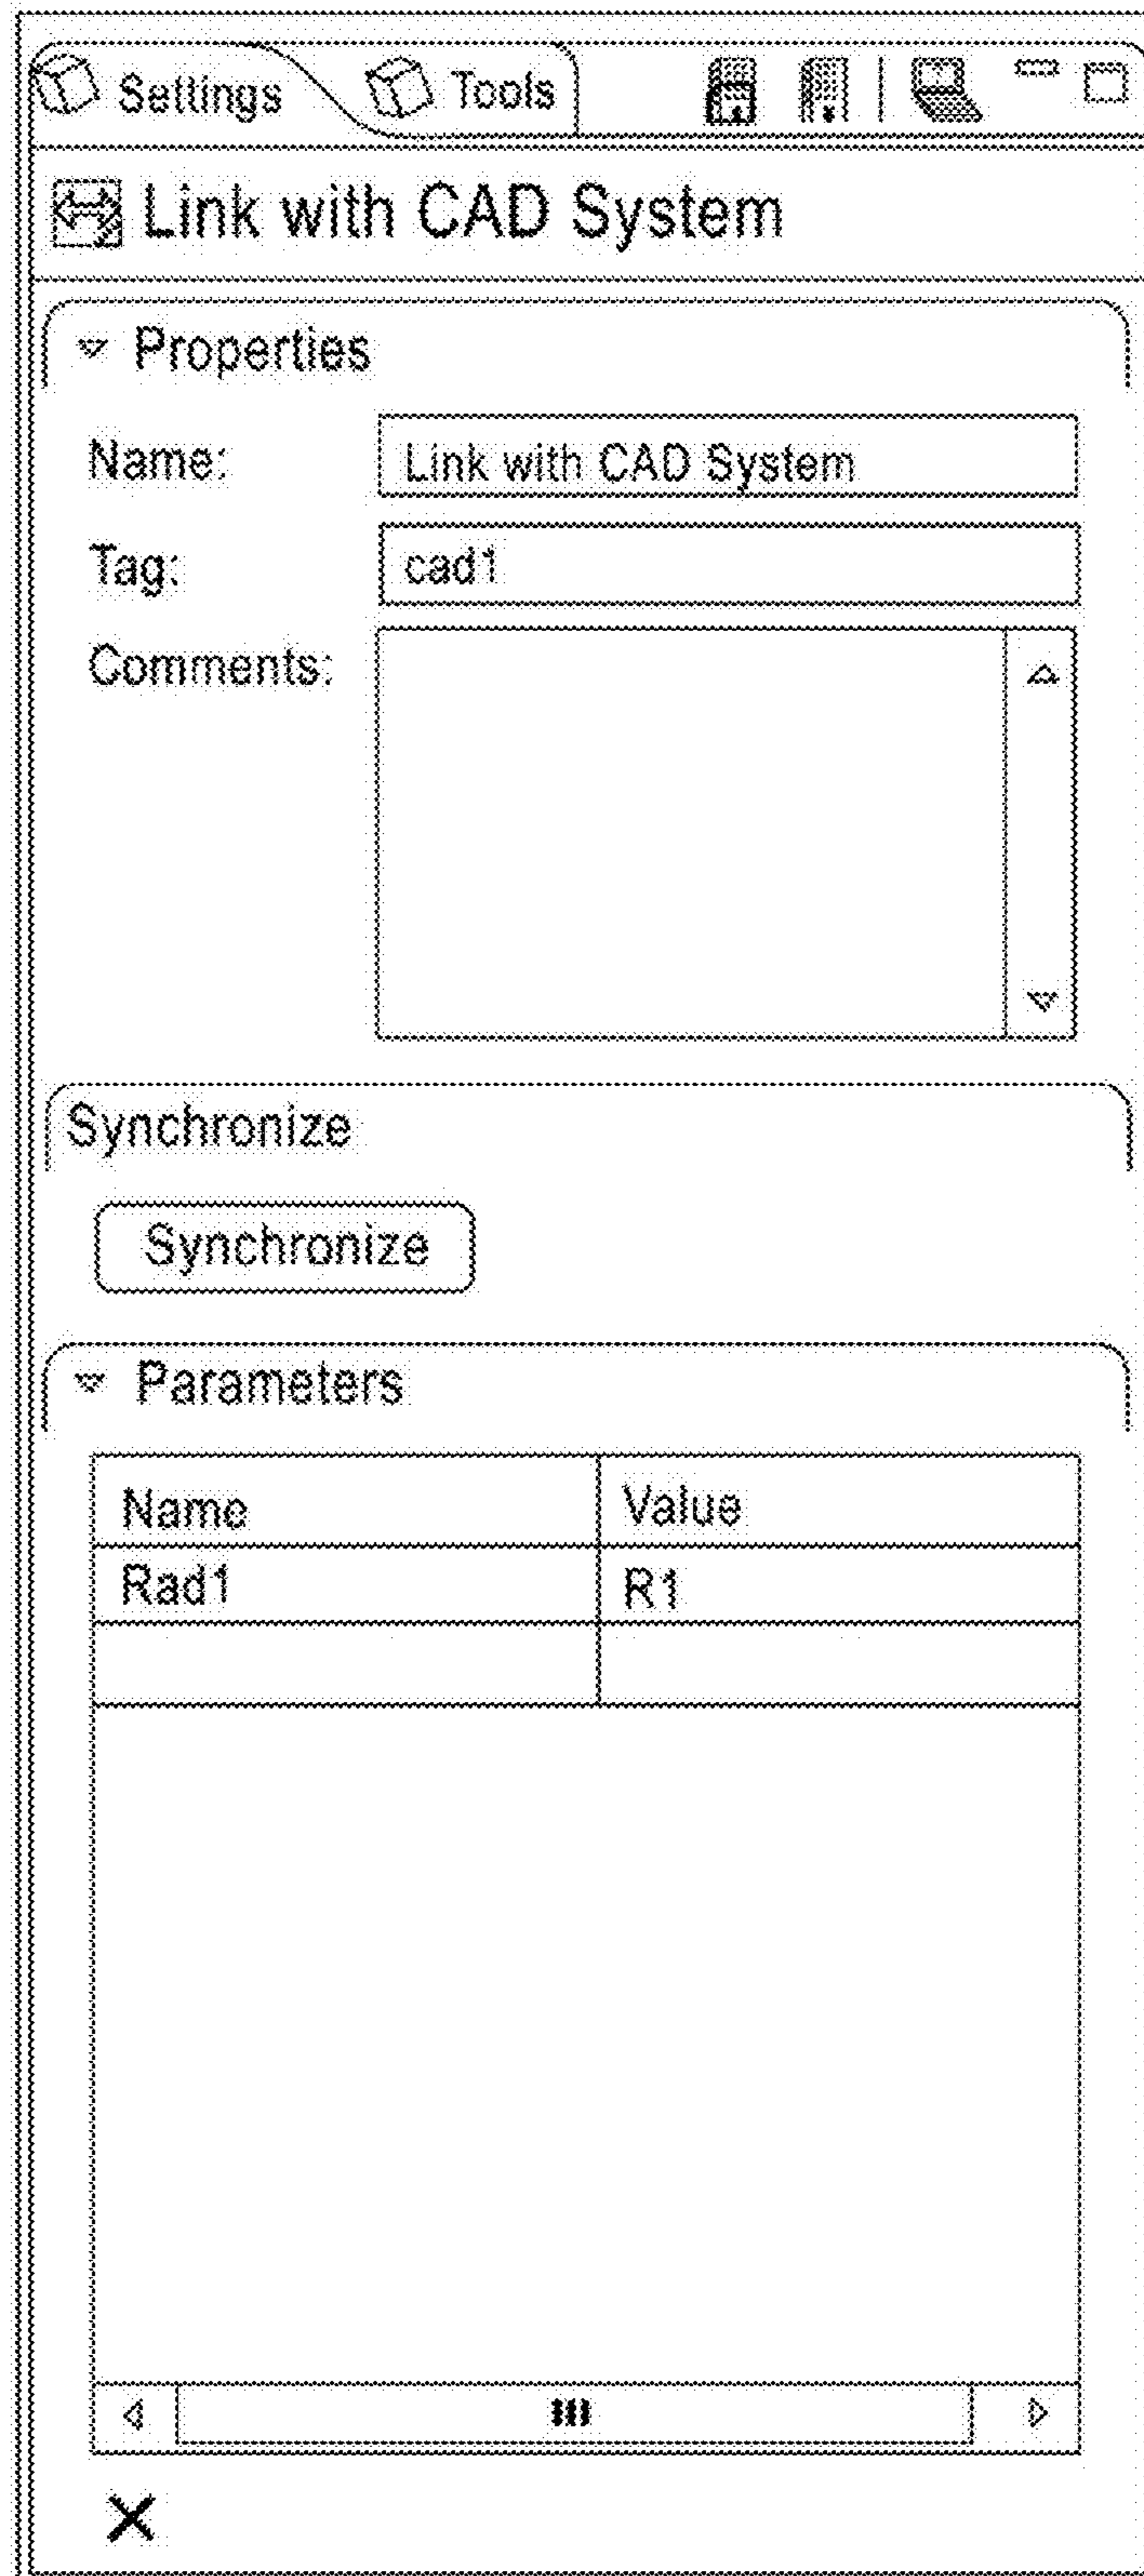 Settings Tools
Link with CAD System
Properties
Name: Link with CAD System
Tag: cad1
Comments:
Synchronize
Synchronize
Parameters
Name Value
Rad1 R1